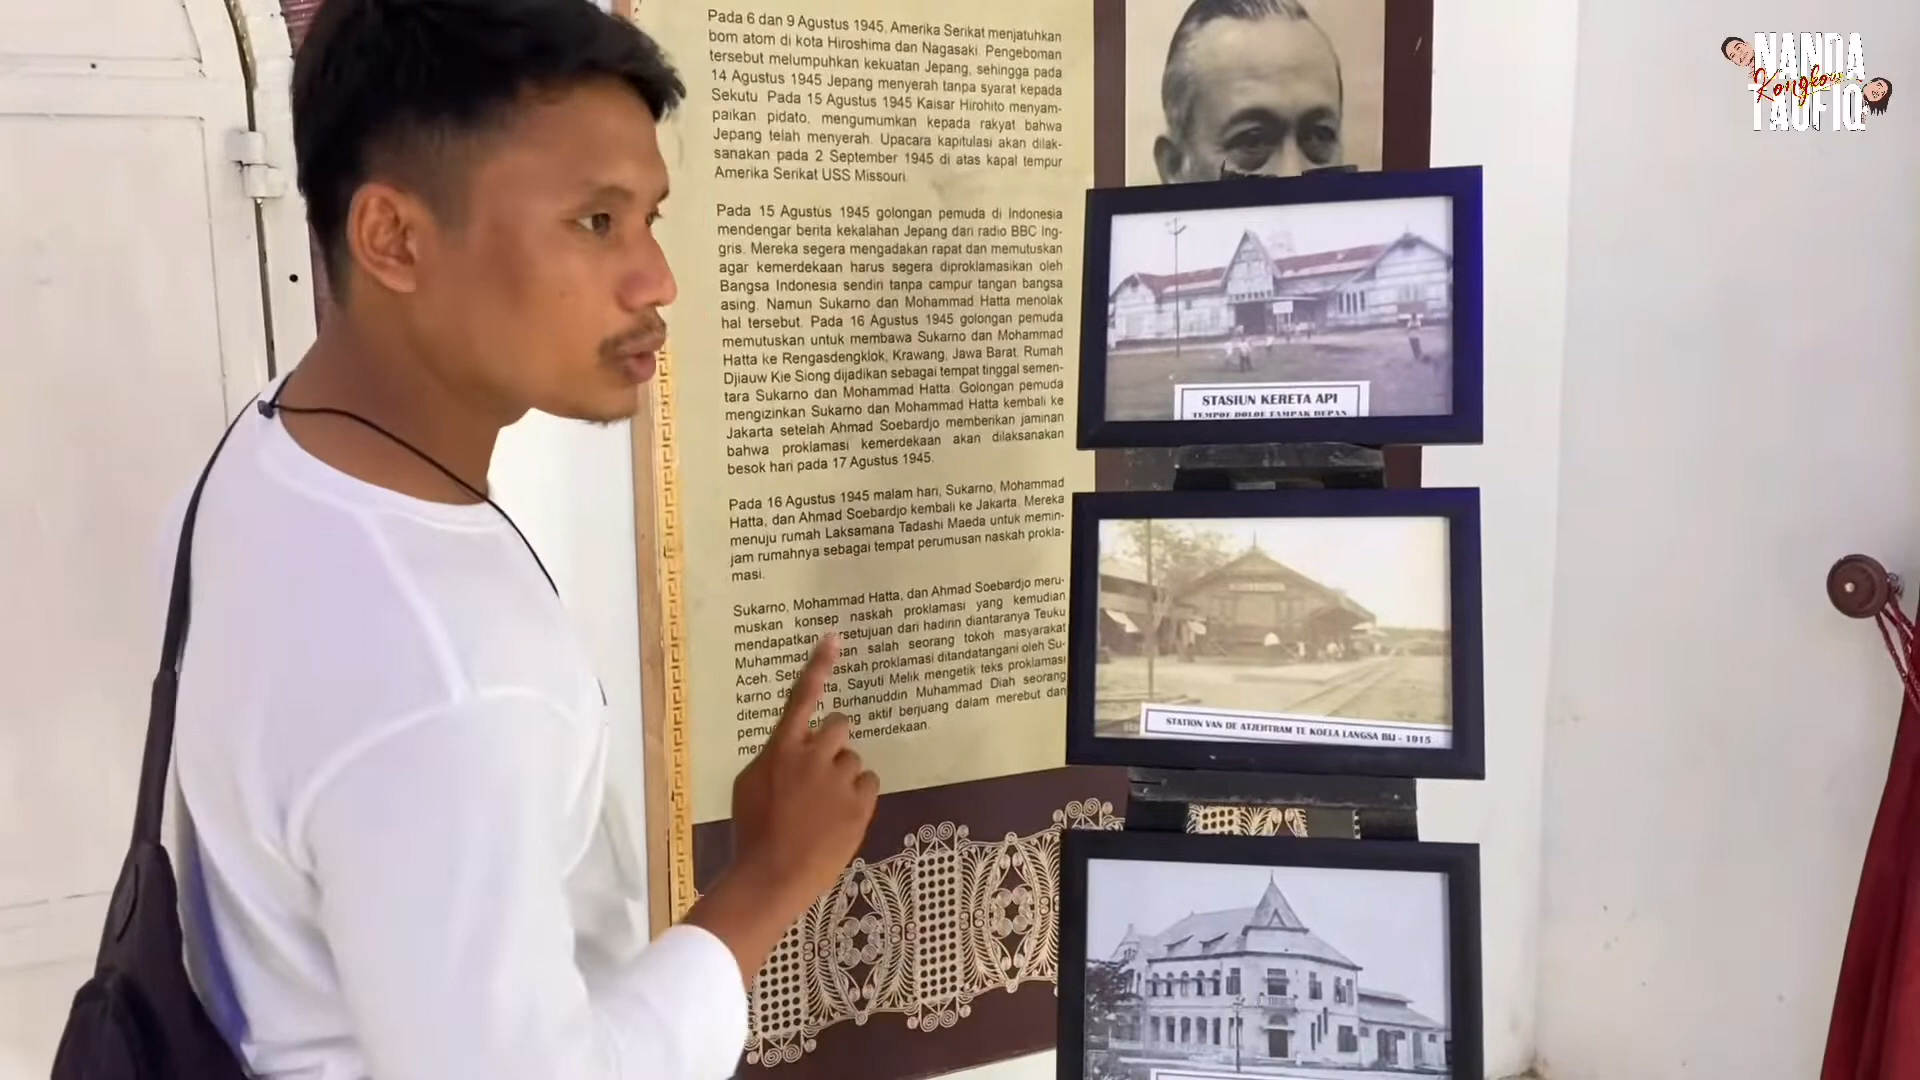 Pada 6 dan 9 Agustus 1945, Amerika Serikat menjatuhkan
bom atom di kota Hiroshima dan Nagasaki. Pengeboman
tersebut melumpuhkan kekuatan Jepang, sehingga pada
14 Agustus 1945 Jepang menyerah tanpa syarat kepada
Sekutu. Pada 15 Agustus 1945 Kaisar Hirohito menyam-
paikan pidato, mengumumkan kepada rakyat bahwa
Jepang telah menyerah. Upacara kapitulasi akan dilak-
sanakan pada 2 September 1945 di atas kapal tempur
Amerika Serikat USS Missouri.
Pada 15 Agustus 1945 golongan pemuda di Indonesia
mendengar berita kekalahan Jepang dari radio BBC Ing-
gris. Mereka segera mengadakan rapat dan memutuskan
agar kemerdekaan harus segera diproklamasikan oleh
Bangsa Indonesia sendiri tanpa campur tangan bangsa
asing. Namun Sukarno dan Mohammad Hatta menolak
hal tersebut. Pada 16 Agustus 1945 golongan pemuda
memutuskan untuk membawa Sukarno dan Mohammad
Hatta ke Rengasdengklok, Krawang, Jawa Barat. Rumah
Djiauw Kie Siong dijadikan sebagai tempat tinggal semen-
tara Sukarno dan Mohammad Hatta. Golongan pemuda
mengizinkan Sukarno dan Mohammad Hatta kembali ke
Jakarta setelah Ahmad Soebardjo memberikan jaminan
bahwa proklamasi kemerdekaan akan dilaksanakan
besok hari pada 17 Agustus 1945.
Pada 16 Agustus 1945 malam hari, Sukarno, Mohammad
Hatta, dan Ahmad Soebardjo kembali ke Jakarta. Mereka
menuju rumah Laksamana Tadashi Maeda untuk memin-
jam rumahnya sebagai tempat perumusan naskah prokla-
masi.
Sukarno, Mohammad Hatta, dan Ahmad Soebardjo meru-
muskan konsep naskah proklamasi yang kemudian
mendapatkan dari hadirin diantaranya Teuku
Muhammad salah seorang tokoh masyarakat
Aceh. proklamasi ditandatangani oleh Su-
karno Sayuti Melik mengetik teks proklamasi
Burhanuddin Muhammad Diah seorang
aktif berjuang dalam merebut dan
kemerdekaan.
STASIUN KERETA API
TEMPOE DOLOE TAMPAK DEPAN
STATION VAN DE ATJEHTRAM TE KOELA LANGSA BIJ - 1915
NANDA
Kongkow
TAUFIQ